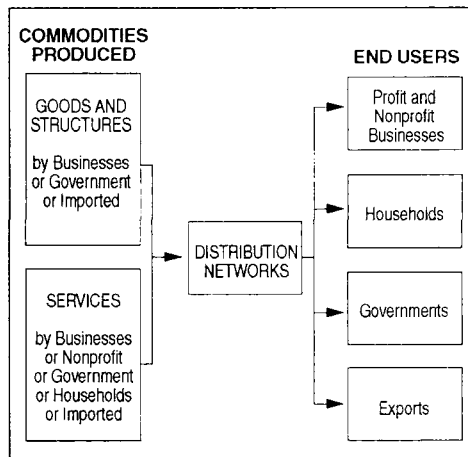 COMMODITIES
PRODUCED
GOODS AND
STRUCTURES
by Businesses
or Government
or Imported
SERVICES
by Businesses
or Nonprofit
or Government
or Households
or Imported
DISTRIBUTION
NETWORKS
END USERS
Profit and
Nonprofit
Businesses
Households
Governments
Exports